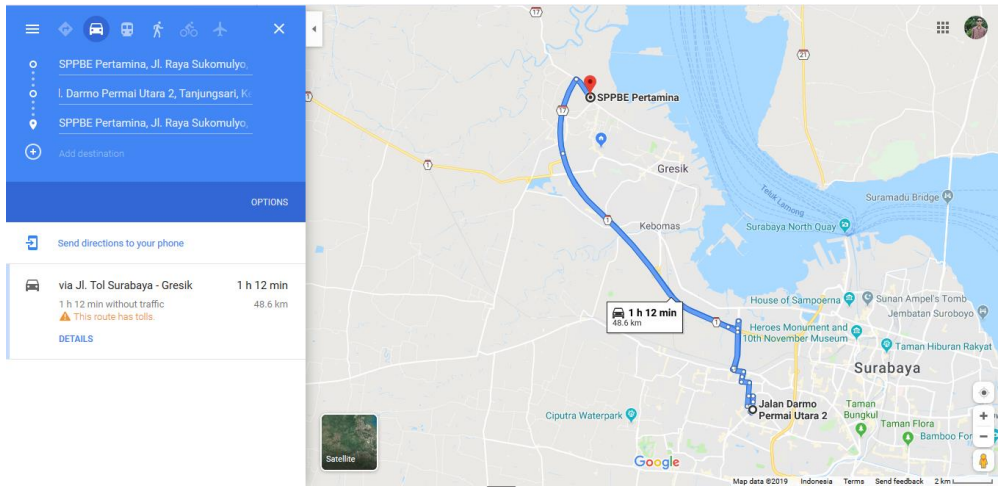 SPPBE Pertamina, Jl. Raya Sukomulyo,
l. Darmo Permai Utara 2, Tanjungsari, Ke
SPPBE Pertamina, Jl. Raya Sukomulyo,
Add destination
OPTIONS
Send directions to your phone
via Jl. Tol Surabaya - Gresik 1 h 12 min
1 h 12 min without traffic 48.6 km
This route has tolls.
DETAILS
17
21
SPPBE Pertamina
1
17
1
Gresik
Teluk Lamong
Suramadu Bridge
1
Kebomas
Surabaya North Quay
House of Sampoerna
Sunan Ampel's Tomb
1 h 12 min
48.6 km
Jembatan Suroboyo
1
Heroes Monument and
10th November Museum
Taman Hiburan Rakyat
Surabaya
Jalan Darmo
Permai Utara 2
Taman
Bungkul
Ciputra Waterpark
Taman Flora
Bamboo For
Satellite
Google
Map data ©2019 Indonesia Terms Send feedback 2 km